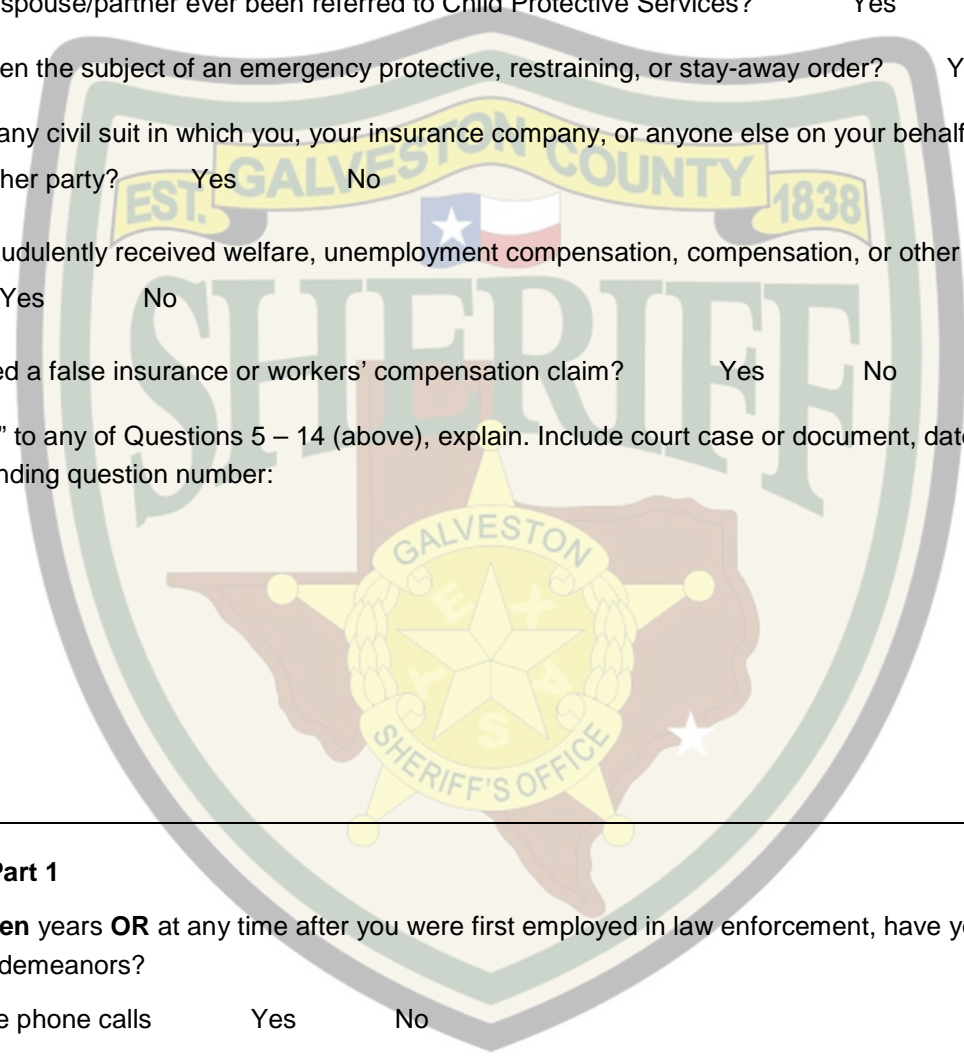 spouse/partner ever been referred to Child Protective Services? Yes
en the subject of an emergency protective, restraining, or stay-away order? Y
any civil suit in which you, your insurance company, or anyone else on your behalf
her party? Yes No
GALVESTON COUNTY
EST. 1838
udulently received welfare, unemployment compensation, compensation, or other
Yes No
SHERIFF
ed a false insurance or workers’ compensation claim? Yes No
” to any of Questions 5 – 14 (above), explain. Include court case or document, date
nding question number:
GALVESTON
TEXAS
SHERIFF'S OFFICE
Part 1
en years OR at any time after you were first employed in law enforcement, have yo
demeanors?
e phone calls Yes No